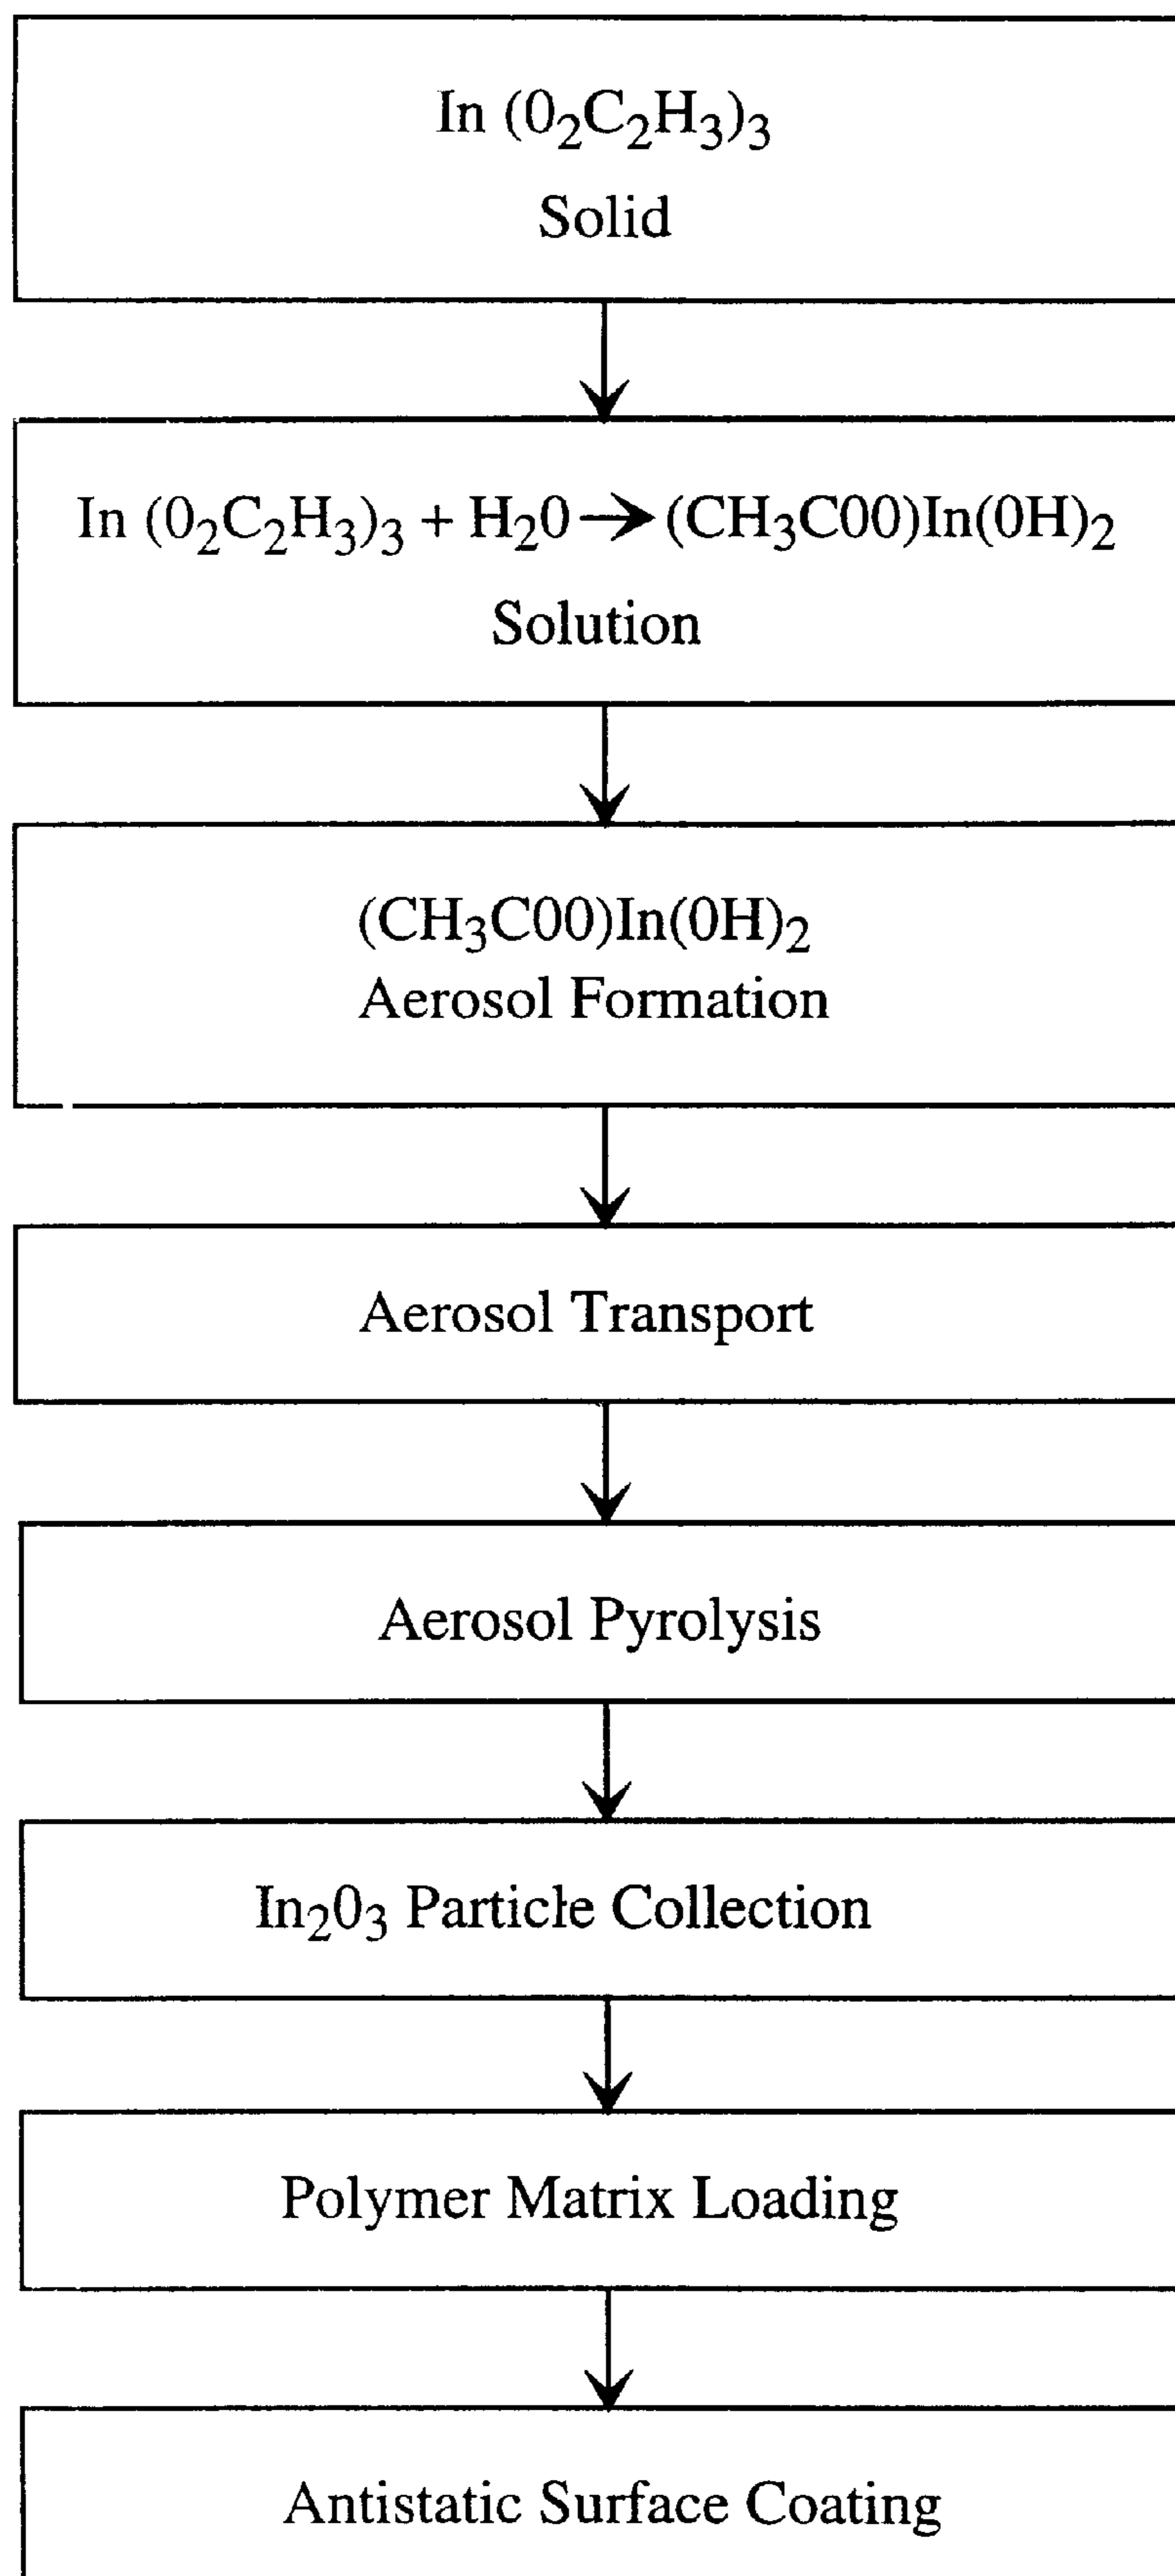 In (0₂C₂H₃)₃
Solid
In (0₂C₂H₃)₃ + H₂0 → (CH₃C00)In(0H)₂
Solution
(CH₃C00)In(0H)₂
Aerosol Formation
Aerosol Transport
Aerosol Pyrolysis
In₂0₃ Particle Collection
Polymer Matrix Loading
Antistatic Surface Coating